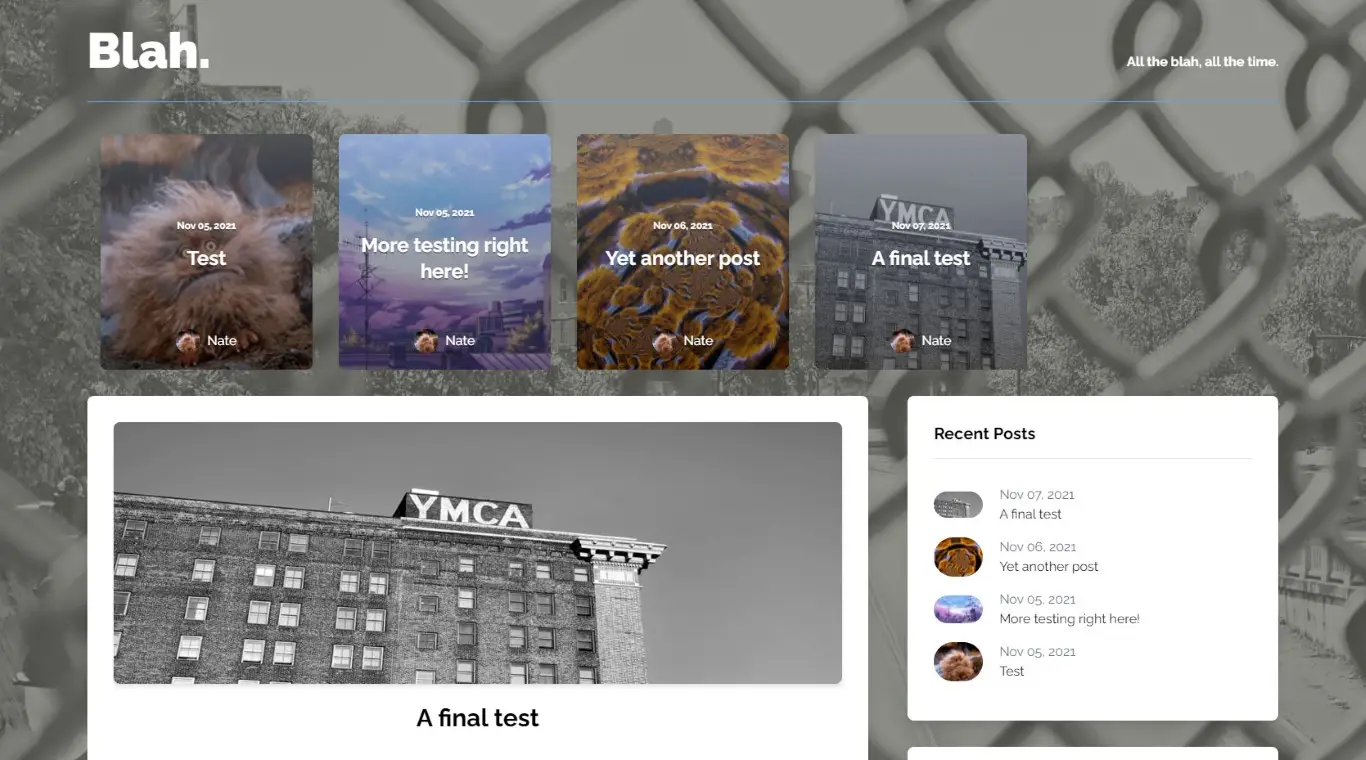 Blah.
All the blah, all the time.
Nov 05, 2021
Test
Nate
Nov 05, 2021
More testing right
here!
Nate
Nov 06, 2021
Yet another post
Nate
YMCA
Nov 07, 2021
A final test
Nate
YMCA
A final test
Recent Posts
Nov 07, 2021
A final test
Nov 06, 2021
Yet another post
Nov 05, 2021
More testing right here!
Nov 05, 2021
Test